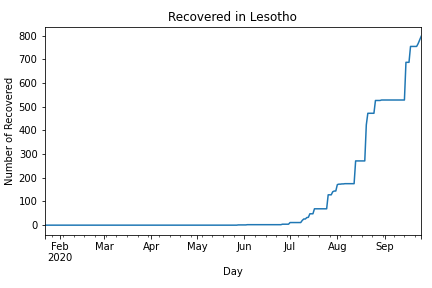 Recovered in Lesotho
800
700
600
500
400
300
200
100
0
Number of Recovered
Feb Mar Apr May Jun Jul Aug Sep
2020
Day